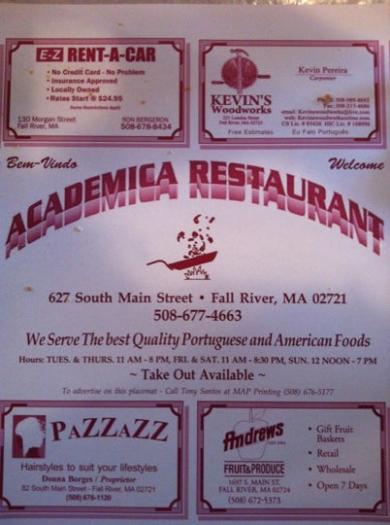 E-Z RENT-A-CAR
• No Credit Card - No Problem
• Insurance Approved
• Locally Owned
• Rates Start @ $24.95
Some Restrictions Apply
130 Morgan Street
Fall River, MA
RON BERGERON
508-678-8434
Kevin Pereira
Carpenter
KEVIN'S
Woodworks
Free Estimates
Eu Falo Português
Bem-Vindo
Welcome
ACADEMICA RESTAURANT
627 South Main Street • Fall River, MA 02721
508-677-4663
We Serve The best Quality Portuguese and American Foods
Hours: TUES. & THURS. 11 AM - 8 PM, FRI. & SAT. 11 AM - 8:30 PM, SUN. 12 NOON - 7 PM
~ Take Out Available ~
To advertise on this placemat - Call Tony Santos at MAP Printing (508) 676-5177
PAZZAZZ
Hairstyles to suit your lifestyles
Donna Borges / Proprietor
82 South Main Street - Fall River, MA 02721
(508) 676-1120
Andrews
FRUIT&PRODUCE
1697 S. MAIN ST.
FALL RIVER, MA 02724
(508) 672-5373
• Gift Fruit
Baskets
• Retail
• Wholesale
• Open 7 Days